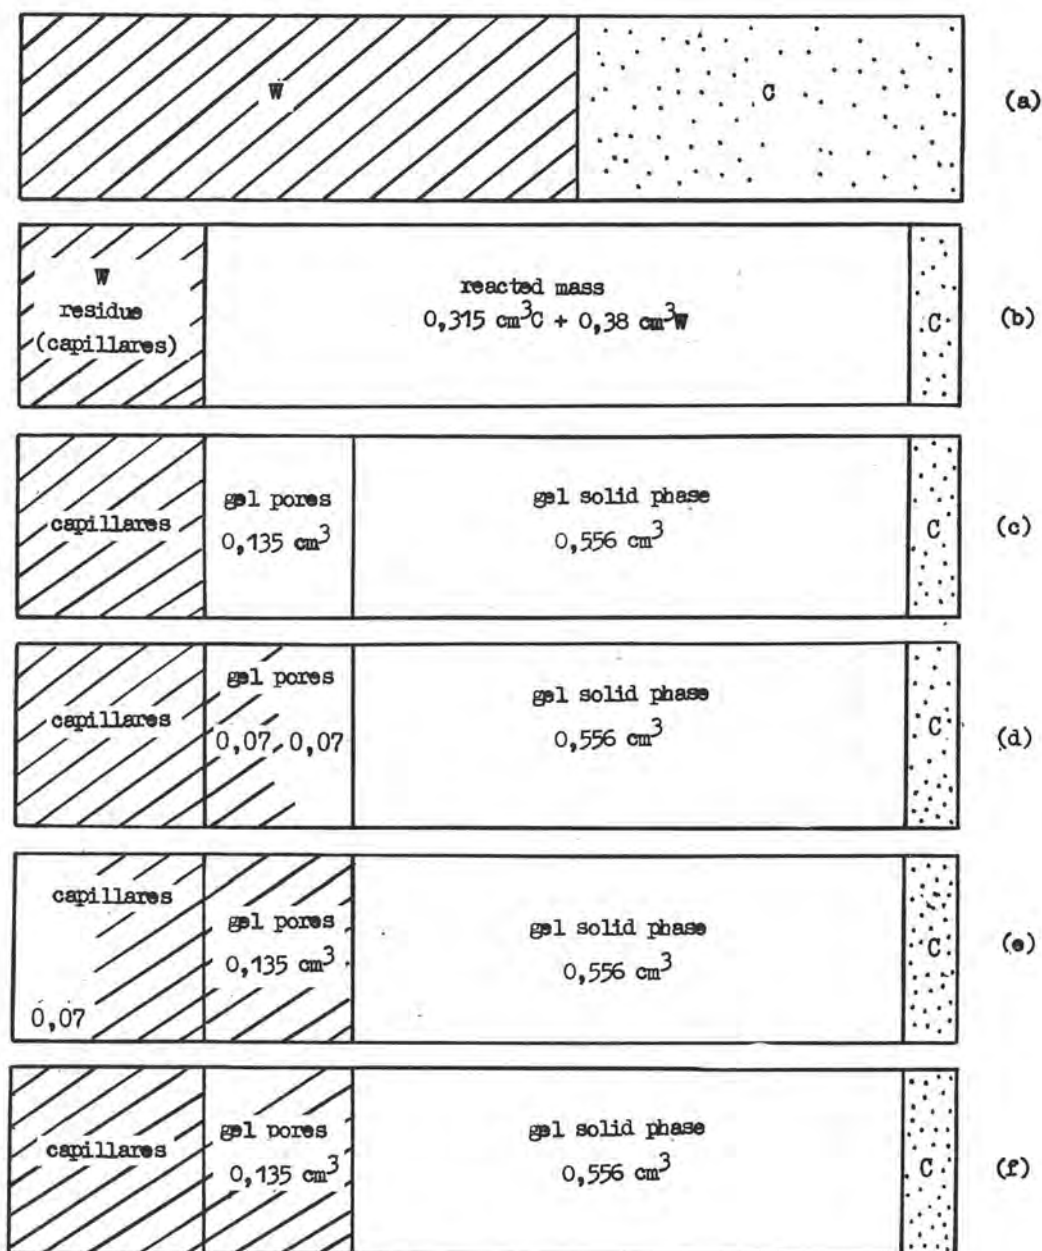 W
C
(a)
W
residue
(capillares)
reacted mass
0,315 cm³C + 0,38 cm³W
C
(b)
capillares
gel pores
0,135 cm³
gel solid phase
0,556 cm³
C
(c)
capillares
gel pores
0,07 0,07
gel solid phase
0,556 cm³
C
(d)
capillares
0,07
gel pores
0,135 cm³
gel solid phase
0,556 cm³
C
(e)
capillares
gel pores
0,135 cm³
gel solid phase
0,556 cm³
C
(f)